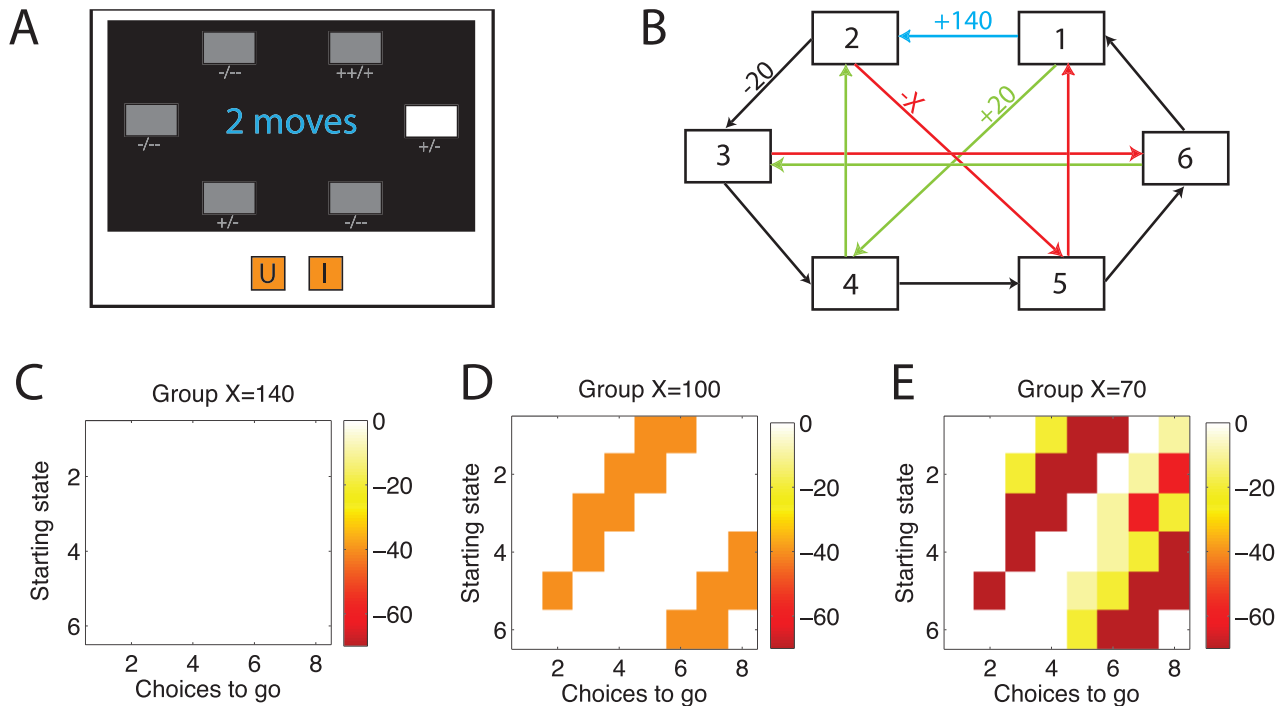 A
-/--
++/+
-/--
2 moves
+/-
+/-
-/--
U I
B
+140
2
1
-20
-X
+20
3
6
4
5
C
Group X=140
Starting state
2
4
6
2 4 6 8
Choices to go
0
−20
−40
−60
D
Group X=100
Starting state
2
4
6
2 4 6 8
Choices to go
0
−20
−40
−60
E
Group X=70
Starting state
2
4
6
2 4 6 8
Choices to go
0
−20
−40
−60